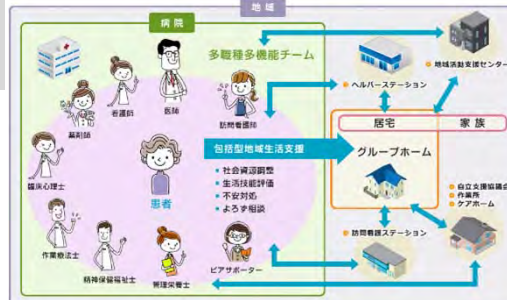 地域
病院
多職種多機能チーム
地域活動支援センター
ヘルパーステーション
看護師
医師
訪問看護師
薬剤師
居宅
家族
包括型地域生活支援
グループホーム
社会資源調整
生活技能評価
不安対処
よろず相談
臨床心理士
患者
自立支援協議会
作業所
ケアホーム
訪問看護ステーション
作業療法士
精神保健福祉士
管理栄養士
ピアサポーター